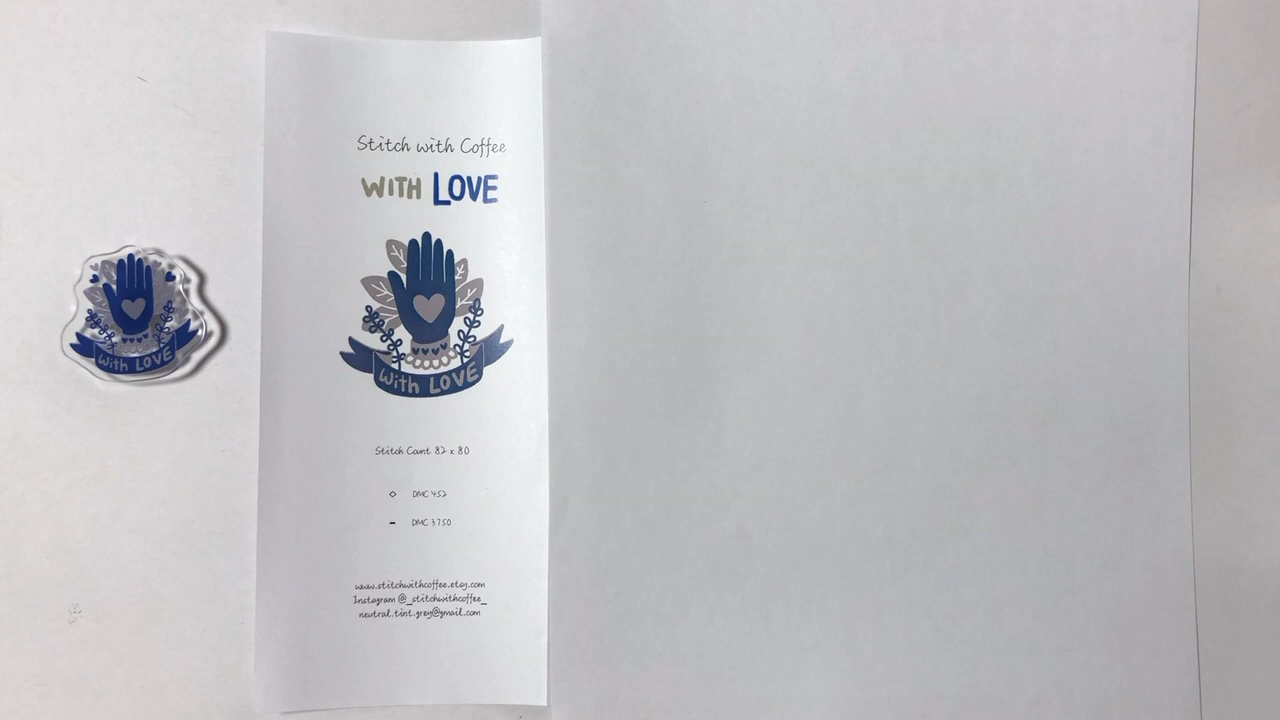 Stitch with Coffee
WITH LOVE
with LOVE
with LOVE
Stitch Count 82 x 80
DMC 452
DMC 3750
www.stitchwithcoffee.etsy.com
Instagram @_stitchwithcoffee_
neutral.tint.grey@gmail.com